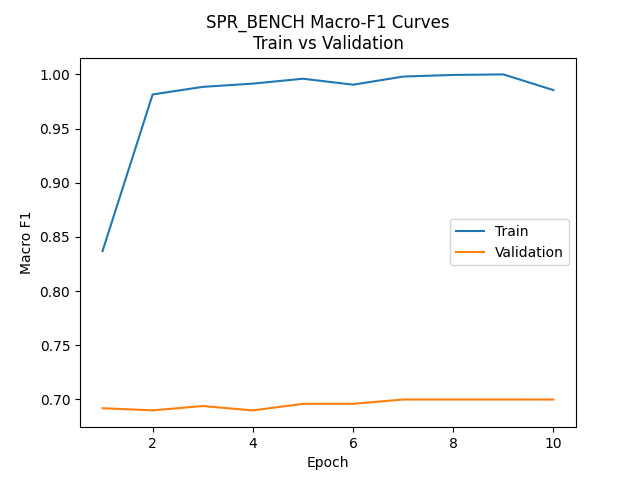 SPR_BENCH Macro-F1 Curves
Train vs Validation
Macro F1
1.00
0.95
0.90
0.85
0.80
0.75
0.70
Train
Validation
2
4
6
8
10
Epoch